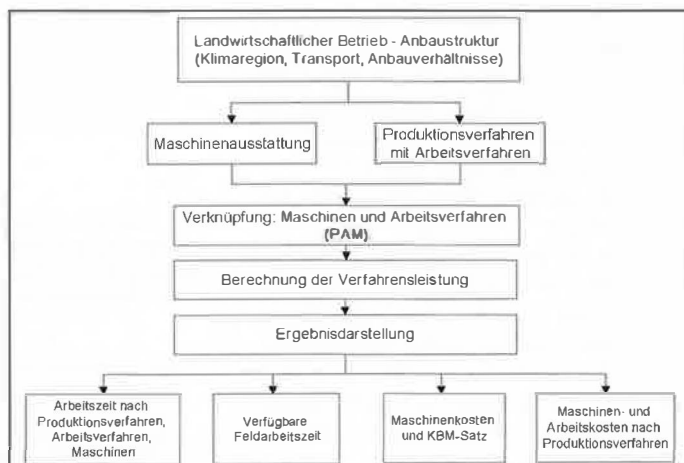 Landwirtschaftlicher Betrieb - Anbaustruktur
(Klimaregion, Transport, Anbauverhältnisse)
Maschinenausstattung
Produktionsverfahren
mit Arbeitsverfahren
Verknüpfung: Maschinen und Arbeitsverfahren
(PAM)
Berechnung der Verfahrensleistung
Ergebnisdarstellung
Arbeitszeit nach
Produktionsverfahren,
Arbeitsverfahren,
Maschinen
Verfügbare
Feldarbeitszeit
Maschinenkosten
und KBM-Satz
Maschinen- und
Arbeitskosten nach
Produktionsverfahren